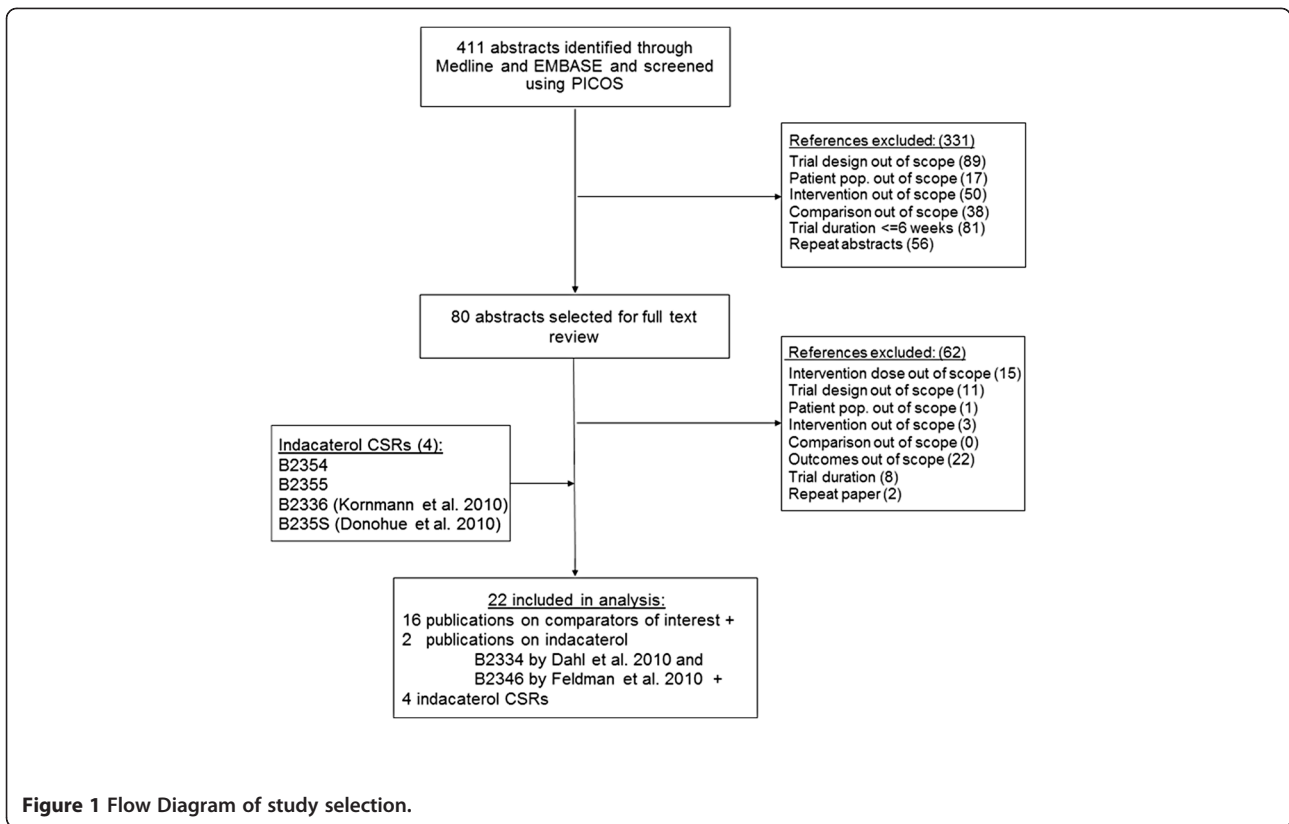 411 abstracts identified through
Medline and EMBASE and screened
using PICOS
References excluded: (331)
Trial design out of scope (89)
Patient pop. out of scope (17)
Intervention out of scope (50)
Comparison out of scope (38)
Trial duration <=6 weeks (81)
Repeat abstracts (56)
80 abstracts selected for full text
review
References excluded: (62)
Intervention dose out of scope (15)
Trial design out of scope (11)
Patient pop. out of scope (1)
Intervention out of scope (3)
Comparison out of scope (0)
Outcomes out of scope (22)
Trial duration (8)
Repeat paper (2)
Indacaterol CSRs (4):
B2354
B2355
B2336 (Kornmann et al. 2010)
B235S (Donohue et al. 2010)
22 included in analysis:
16 publications on comparators of interest +
2 publications on indacaterol
B2334 by Dahl et al. 2010 and
B2346 by Feldman et al. 2010 +
4 indacaterol CSRs
Figure 1 Flow Diagram of study selection.